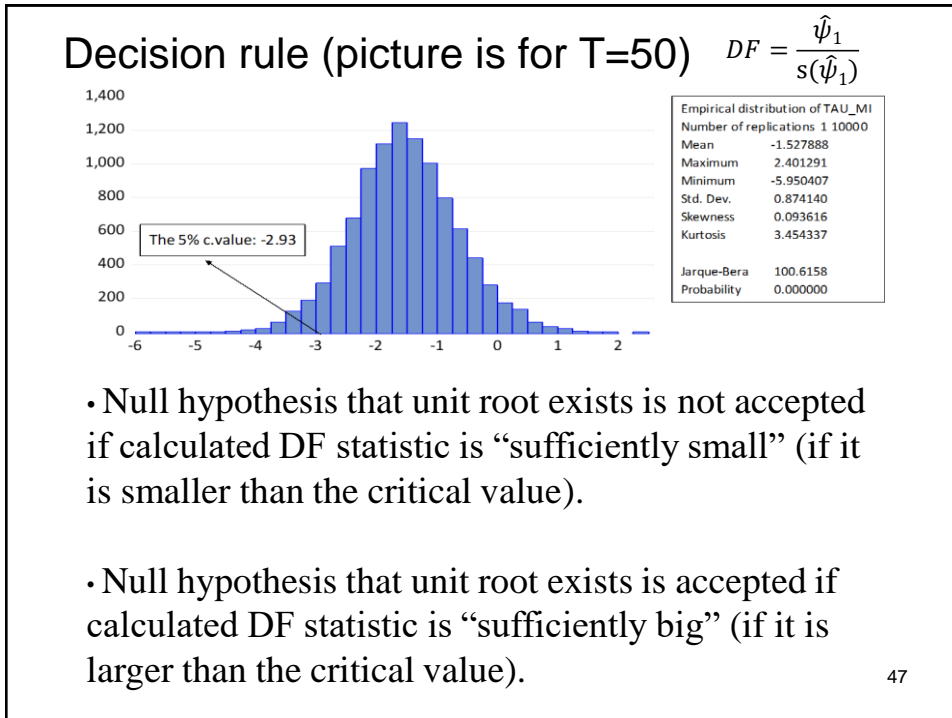 Decision rule (picture is for T=50)
DF = ψ̂₁ / s(ψ̂₁)
1,400
1,200
1,000
800
600
400
200
0
-6 -5 -4 -3 -2 -1 0 1 2
The 5% c.value: -2.93
Empirical distribution of TAU_MI
Number of replications 1 10000
Mean -1.527888
Maximum 2.401291
Minimum -5.950407
Std. Dev. 0.874140
Skewness 0.093616
Kurtosis 3.454337
Jarque-Bera 100.6158
Probability 0.000000
• Null hypothesis that unit root exists is not accepted
if calculated DF statistic is “sufficiently small” (if it
is smaller than the critical value).
• Null hypothesis that unit root exists is accepted if
calculated DF statistic is “sufficiently big” (if it is
larger than the critical value).
47